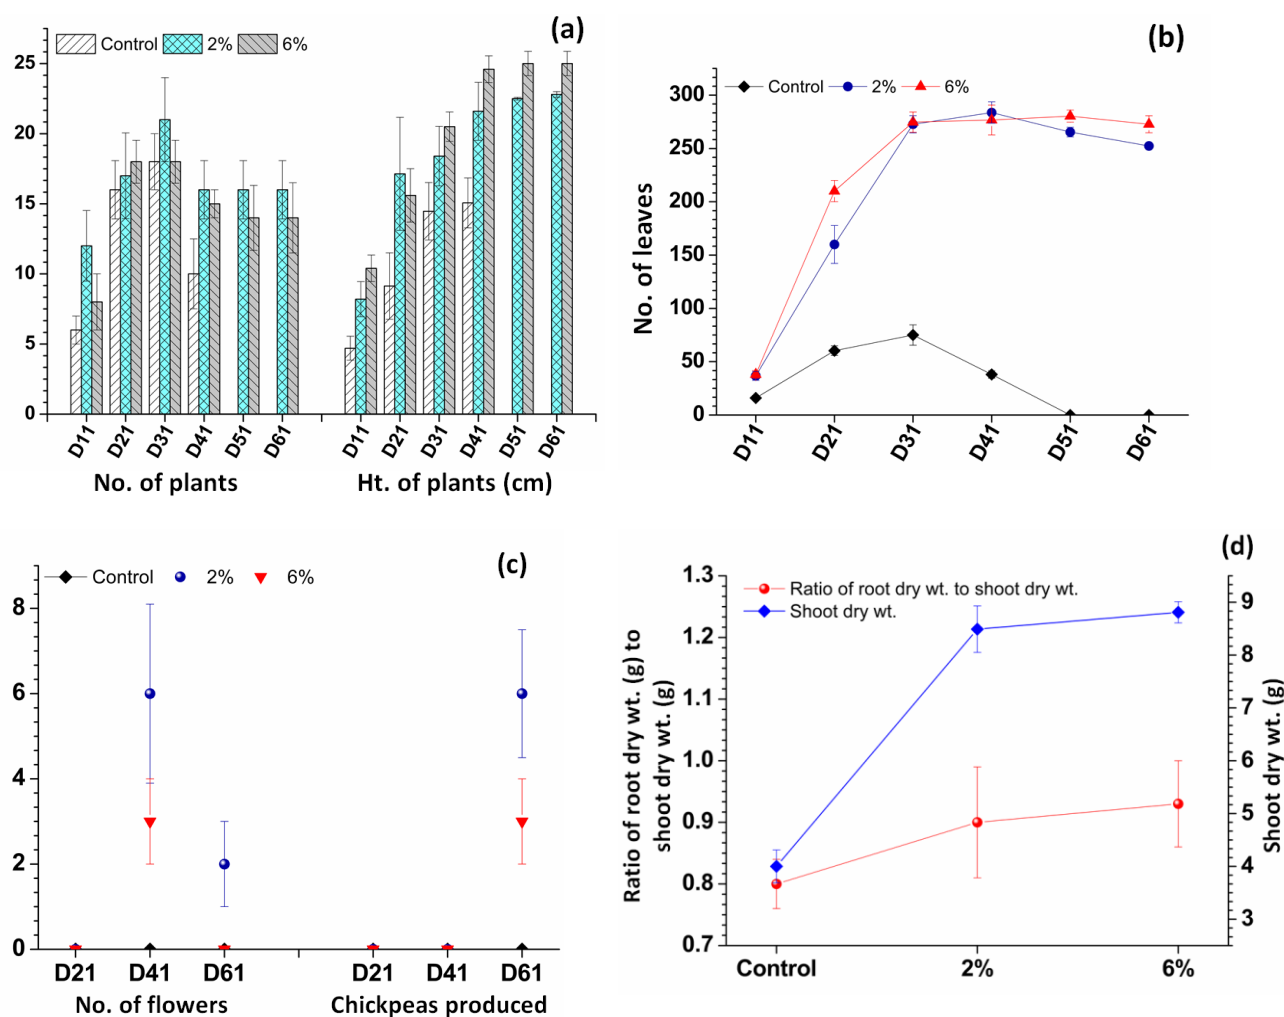 (a)
Control 2% 6%
25
20
15
10
5
0
D11 D21 D31 D41 D51 D61 D11 D21 D31 D41 D51 D61
No. of plants Ht. of plants (cm)
(b)
Control 2% 6%
No. of leaves
300
250
200
150
100
50
0
D11 D21 D31 D41 D51 D61
(c)
Control 2% 6%
8
6
4
2
0
D21 D41 D61 D21 D41 D61
No. of flowers Chickpeas produced
(d)
Ratio of root dry wt. to shoot dry wt.
Shoot dry wt.
Ratio of root dry wt. (g) to
shoot dry wt. (g)
1.3
1.2
1.1
1.0
0.9
0.8
0.7
9
8
7
6
5
4
3
Shoot dry wt. (g)
Control 2% 6%